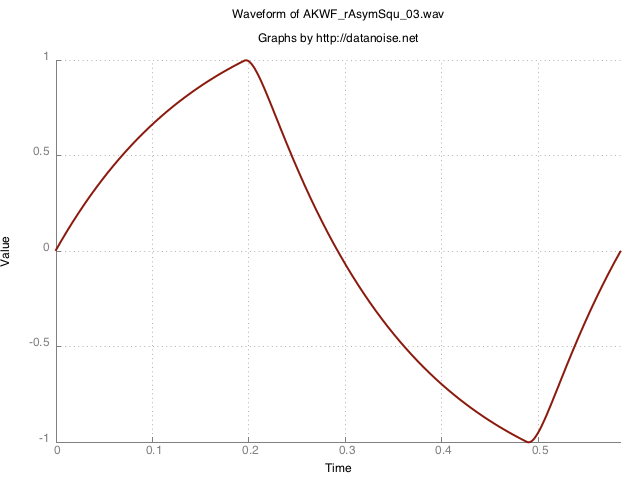 Waveform of AKWF_rAsymSqu_03.wav
Graphs by http://datanoise.net
1
0.5
0
-0.5
-1
Value
0 0.1 0.2 0.3 0.4 0.5
Time